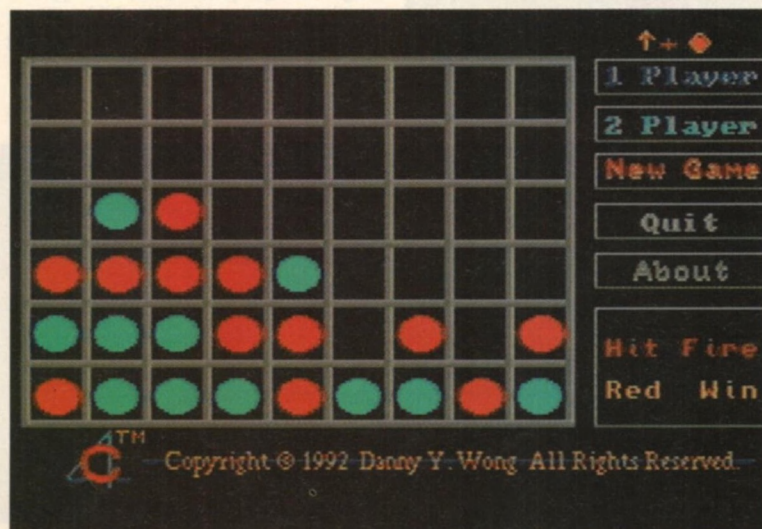 ↑+◆
1 Player
2 Player
New Game
Quit
About
Hit Fire
Red Win
C TM
Copyright © 1992 Danny Y. Wong All Rights Reserved.